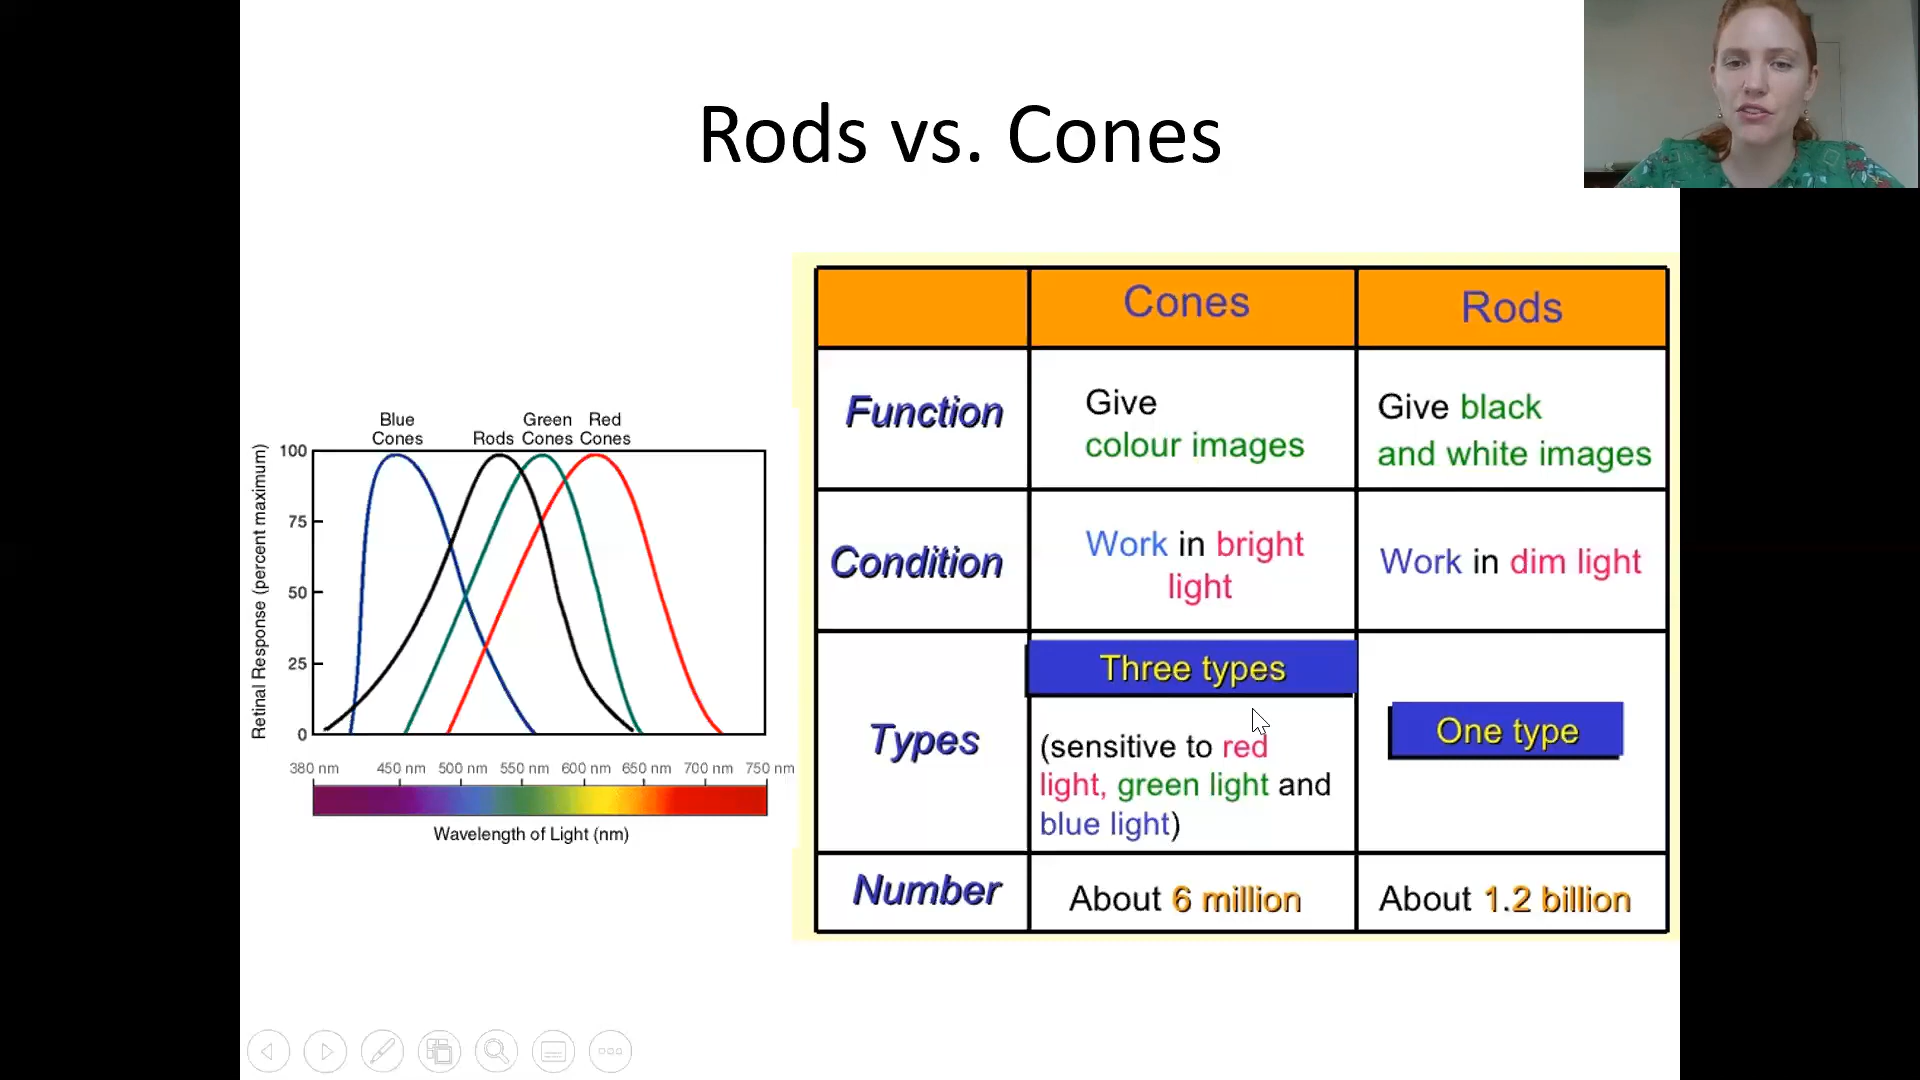 Rods vs. Cones
Blue
Cones
Rods
Green
Cones
Red
Cones
Retinal Response (percent maximum)
100
75
50
25
0
380 nm 450 nm 500 nm 550 nm 600 nm 650 nm 700 nm 750 nm
Wavelength of Light (nm)
Cones Rods
Function
Give
colour images
Give black
and white images
Condition
Work in bright
light
Work in dim light
Types
Three types
(sensitive to red
light, green light and
blue light)
One type
Number
About 6 million
About 1.2 billion